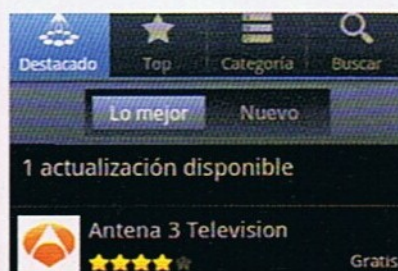 Destacado Top Categoría Buscar
Lo mejor Nuevo
1 actualización disponible
Antena 3 Television
Gratis